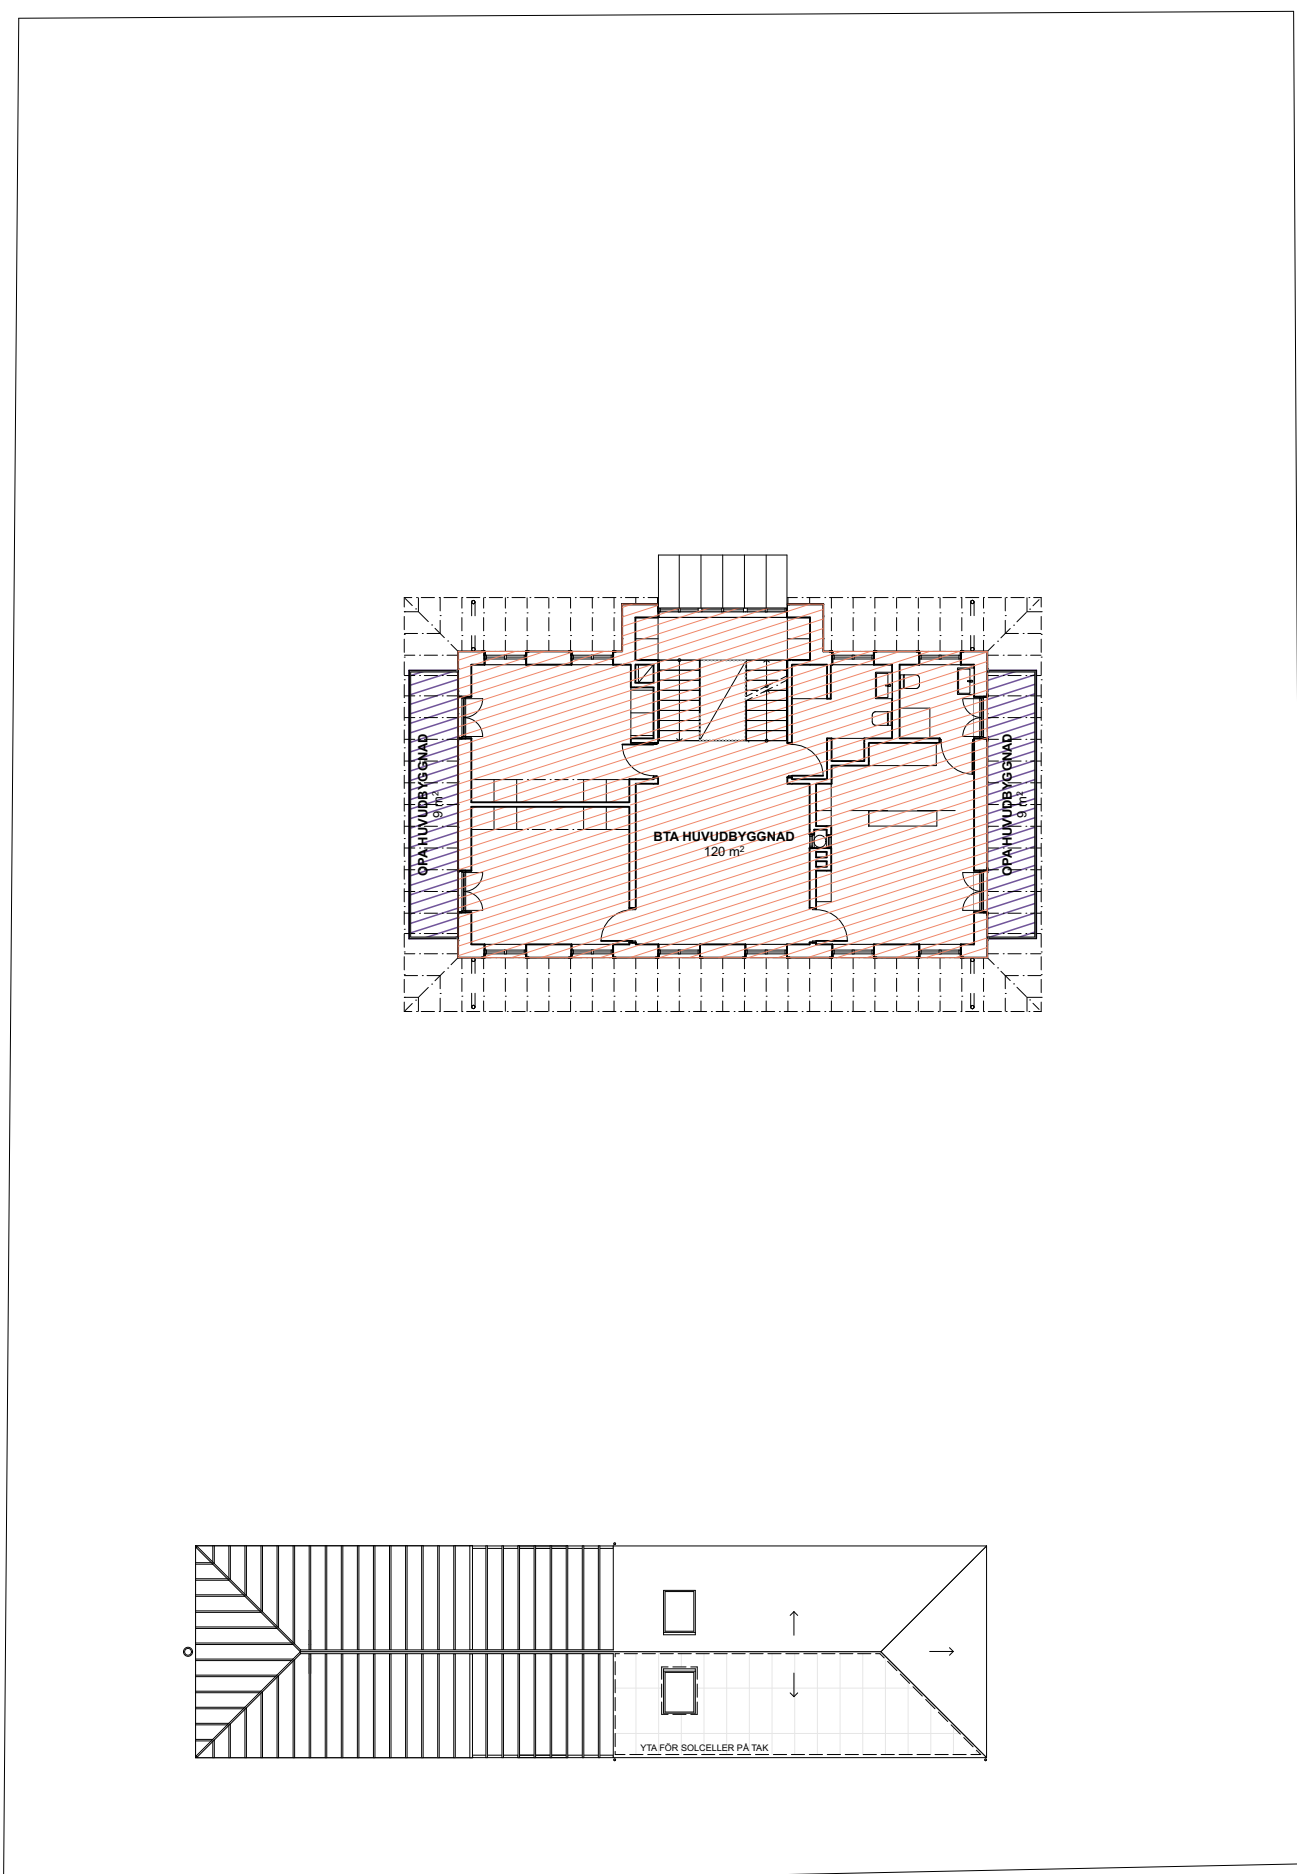 OPA HUVUDBYGGNAD
9 m²
BTA HUVUDBYGGNAD
120 m²
OPA HUVUDBYGGNAD
9 m²
YTA FÖR SOLCELLER PÅ TAK